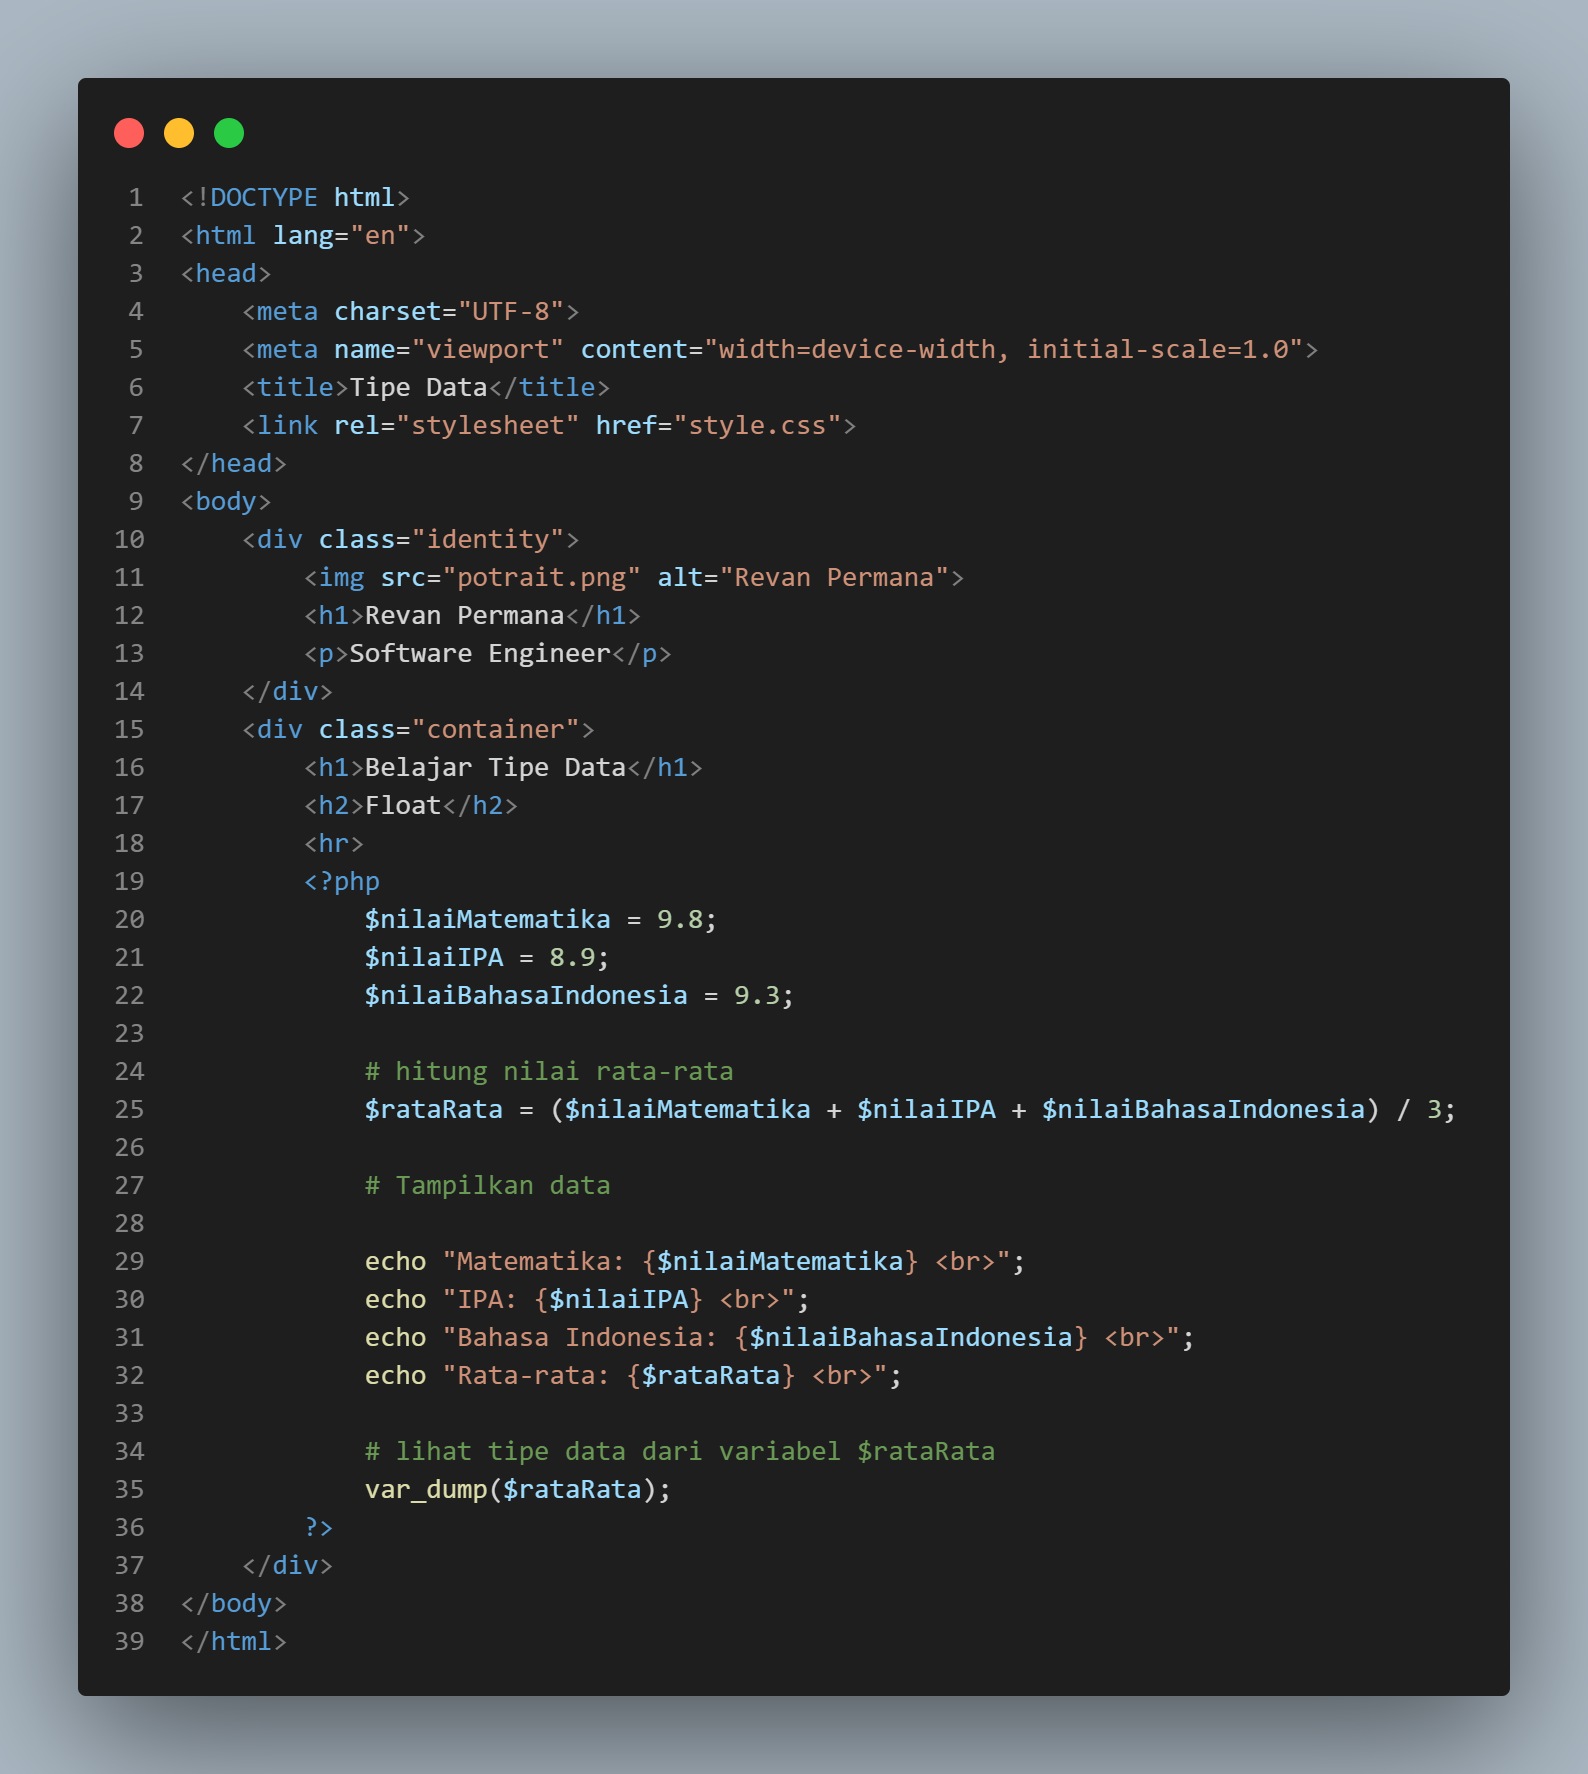 1 <!DOCTYPE html>
2 <html lang="en">
3 <head>
4     <meta charset="UTF-8">
5     <meta name="viewport" content="width=device-width, initial-scale=1.0">
6     <title>Tipe Data</title>
7     <link rel="stylesheet" href="style.css">
8 </head>
9 <body>
10     <div class="identity">
11         <img src="potrait.png" alt="Revan Permana">
12         <h1>Revan Permana</h1>
13         <p>Software Engineer</p>
14     </div>
15     <div class="container">
16         <h1>Belajar Tipe Data</h1>
17         <h2>Float</h2>
18         <hr>
19         <?php
20             $nilaiMatematika = 9.8;
21             $nilaiIPA = 8.9;
22             $nilaiBahasaIndonesia = 9.3;
23
24             # hitung nilai rata-rata
25             $rataRata = ($nilaiMatematika + $nilaiIPA + $nilaiBahasaIndonesia) / 3;
26
27             # Tampilkan data
28
29             echo "Matematika: {$nilaiMatematika} <br>";
30             echo "IPA: {$nilaiIPA} <br>";
31             echo "Bahasa Indonesia: {$nilaiBahasaIndonesia} <br>";
32             echo "Rata-rata: {$rataRata} <br>";
33
34             # lihat tipe data dari variabel $rataRata
35             var_dump($rataRata);
36         ?>
37     </div>
38 </body>
39 </html>